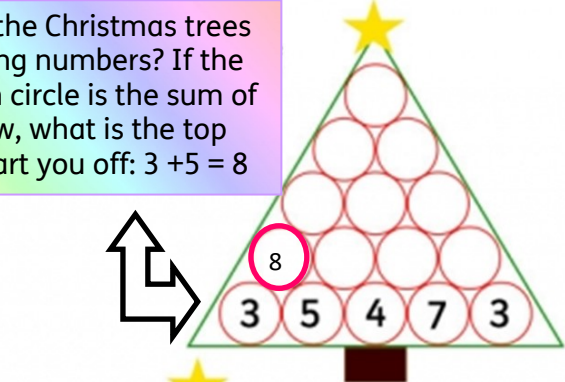 the Christmas trees
ng numbers? If the
circle is the sum of
w, what is the top
art you off: 3 +5 = 8
8
3 5 4 7 3